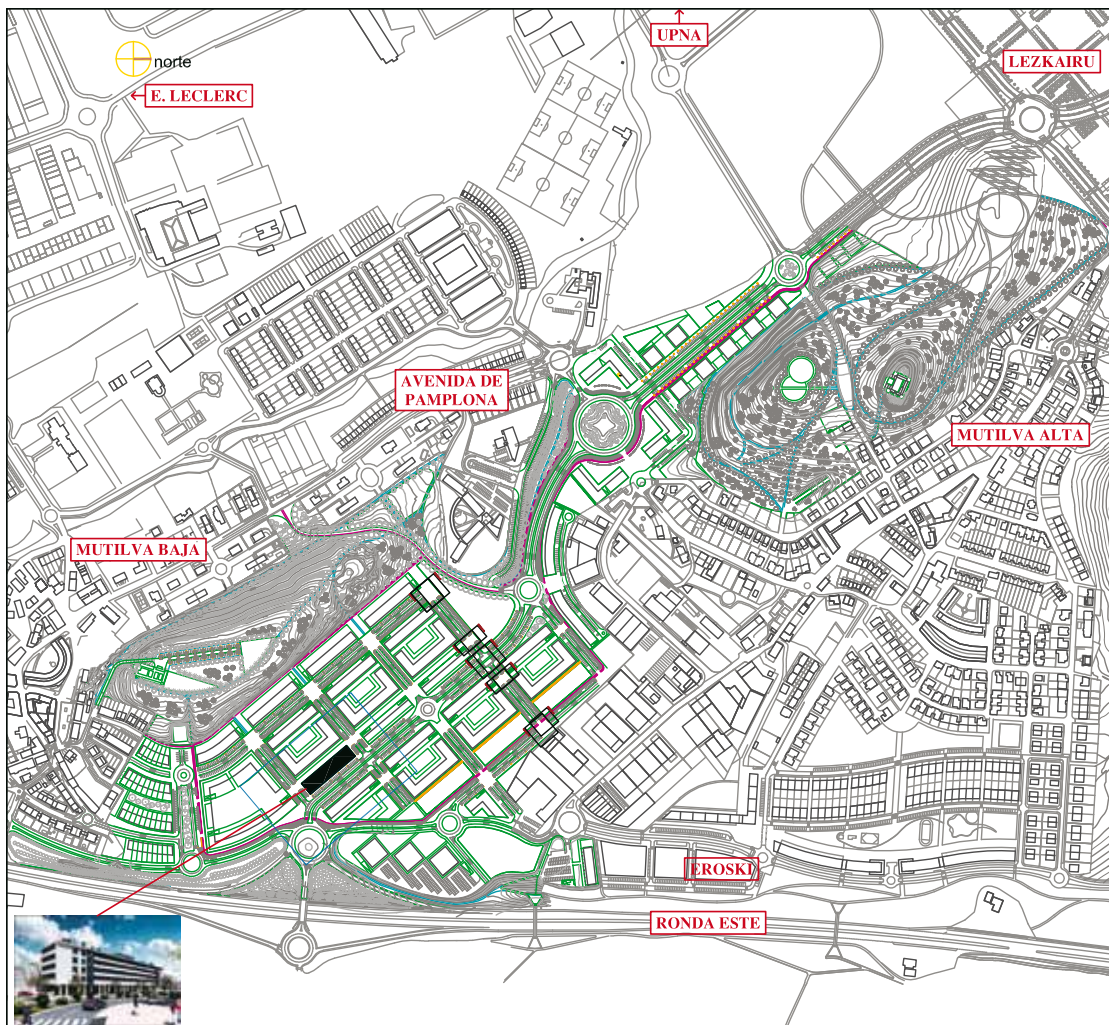 UPNA
LEZKAIRU
norte
E. LECLERC
AVENIDA DE
PAMPLONA
MUTILVA ALTA
MUTILVA BAJA
EROSKI
RONDA ESTE